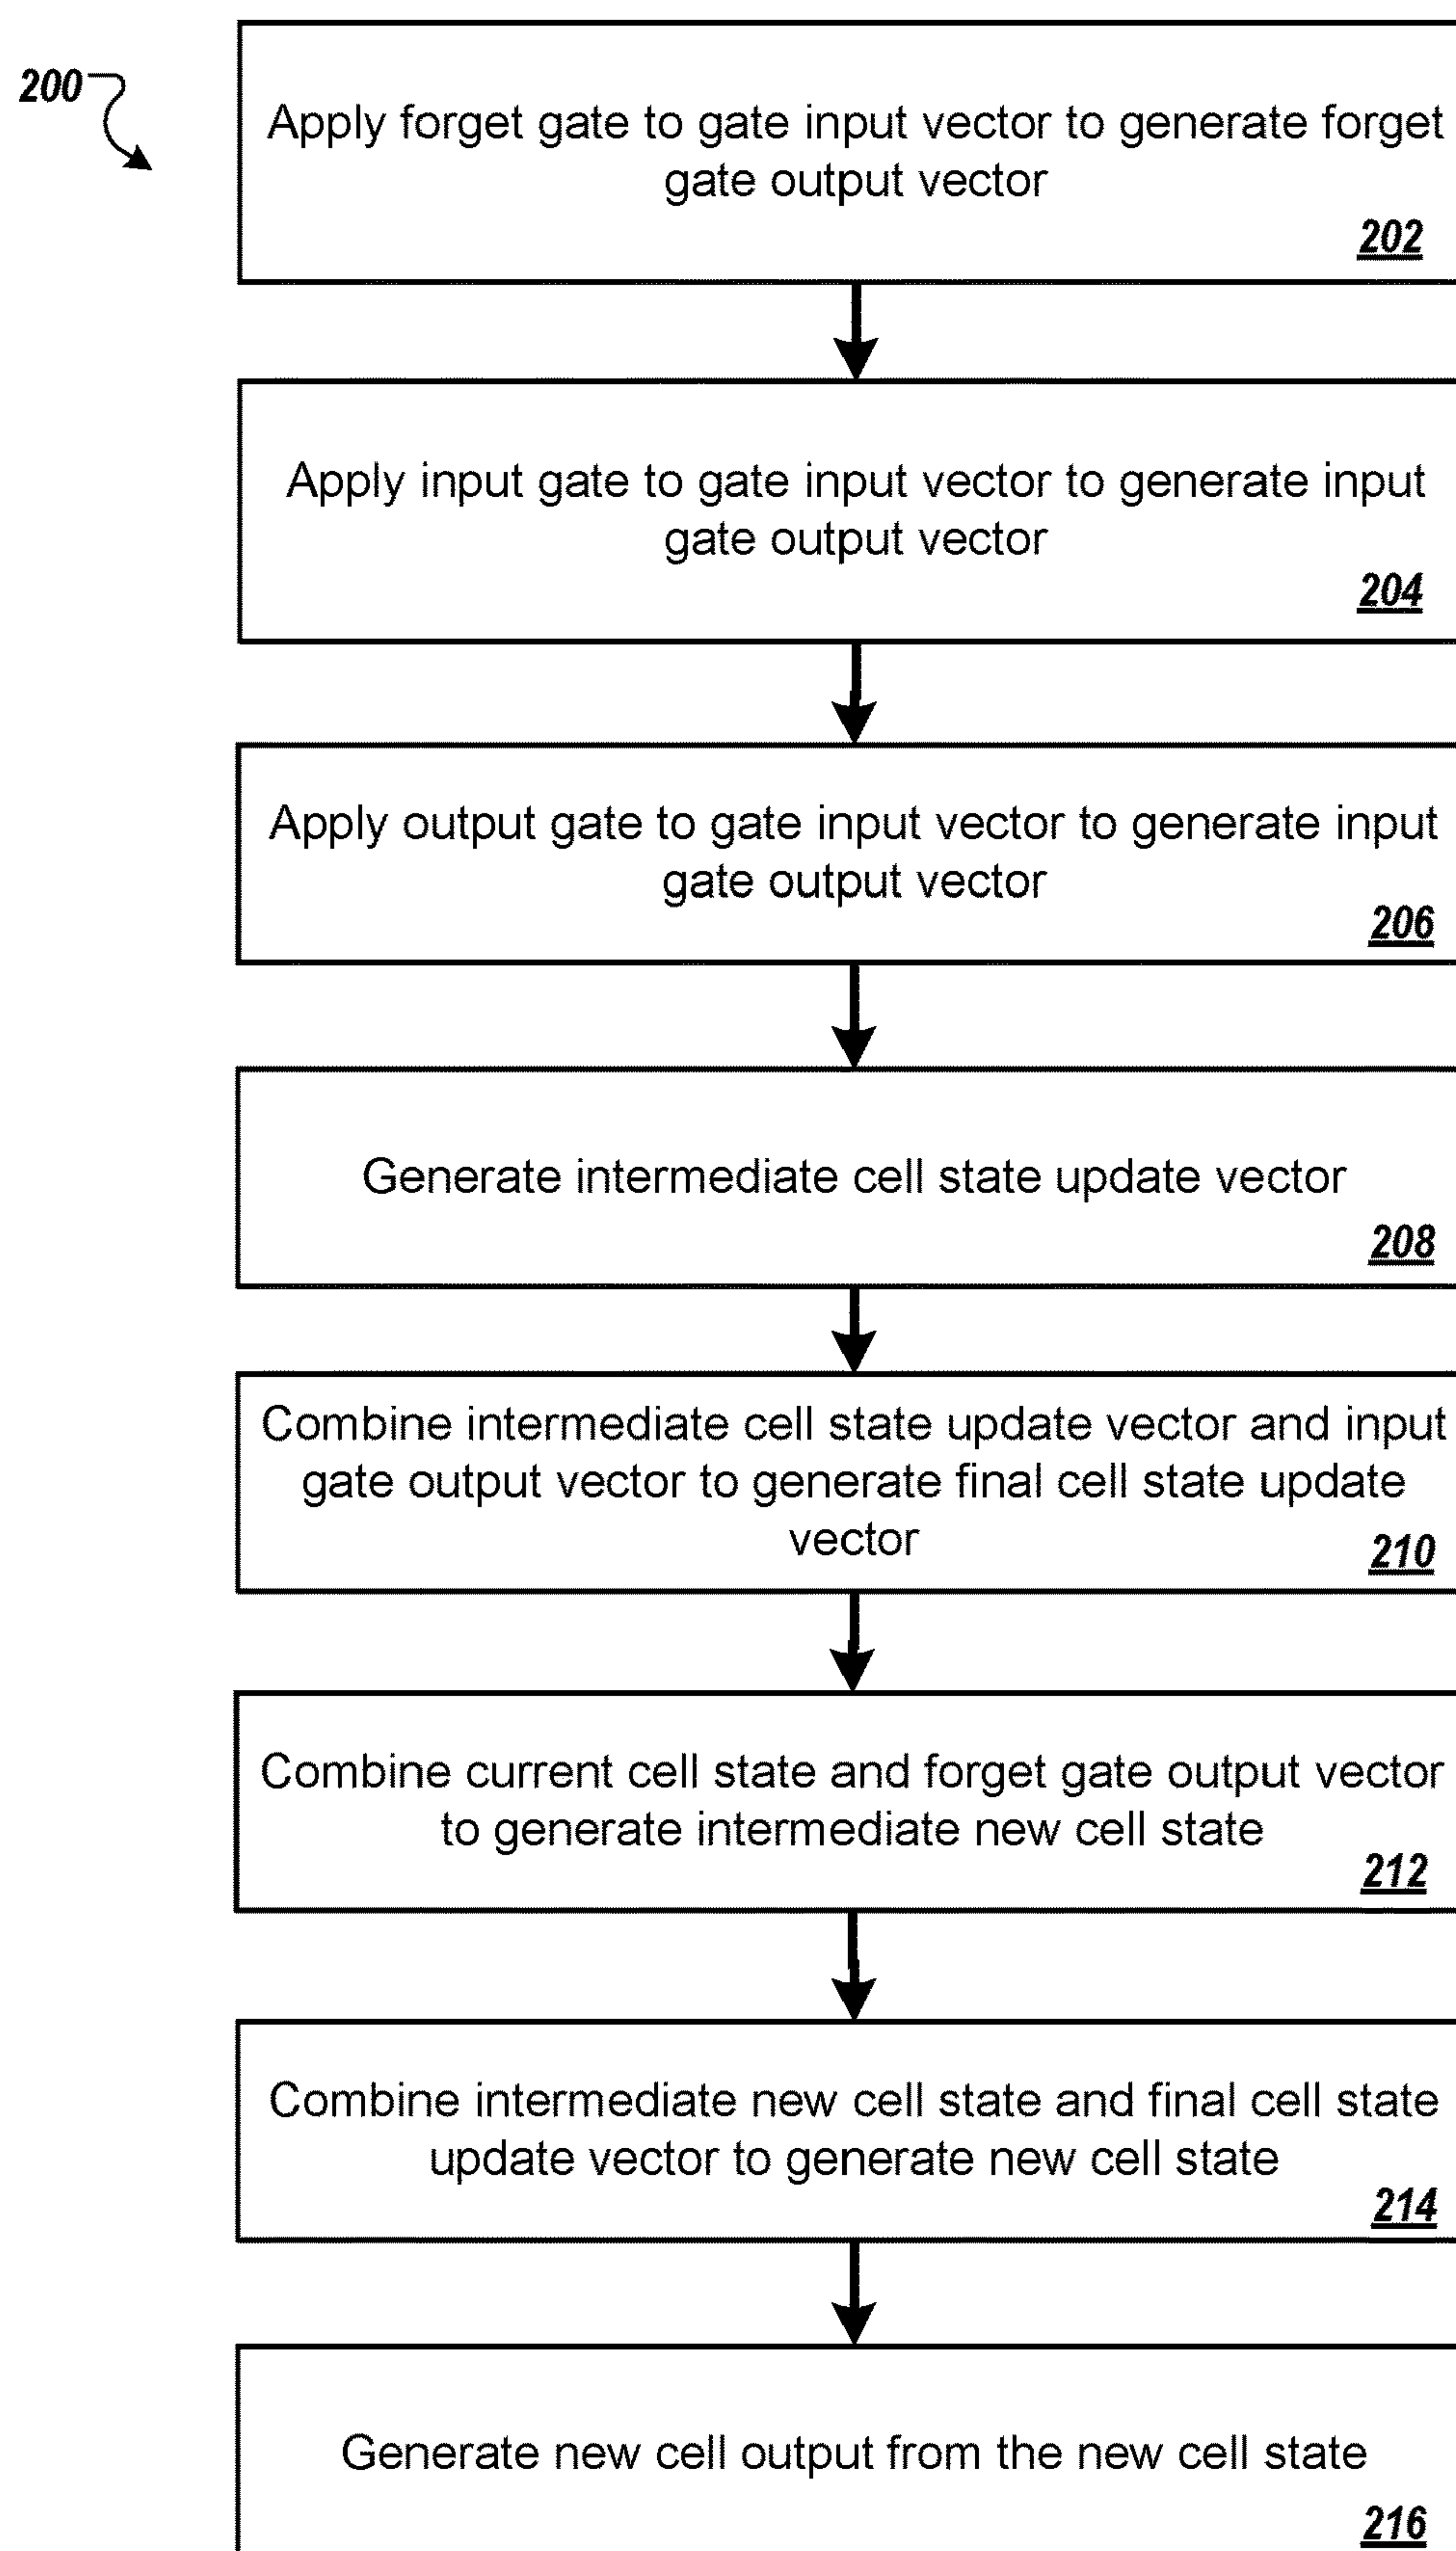 200
Apply forget gate to gate input vector to generate forget
gate output vector
202
Apply input gate to gate input vector to generate input
gate output vector
204
Apply output gate to gate input vector to generate input
gate output vector
206
Generate intermediate cell state update vector
208
Combine intermediate cell state update vector and input
gate output vector to generate final cell state update
vector
210
Combine current cell state and forget gate output vector
to generate intermediate new cell state
212
Combine intermediate new cell state and final cell state
update vector to generate new cell state
214
Generate new cell output from the new cell state
216